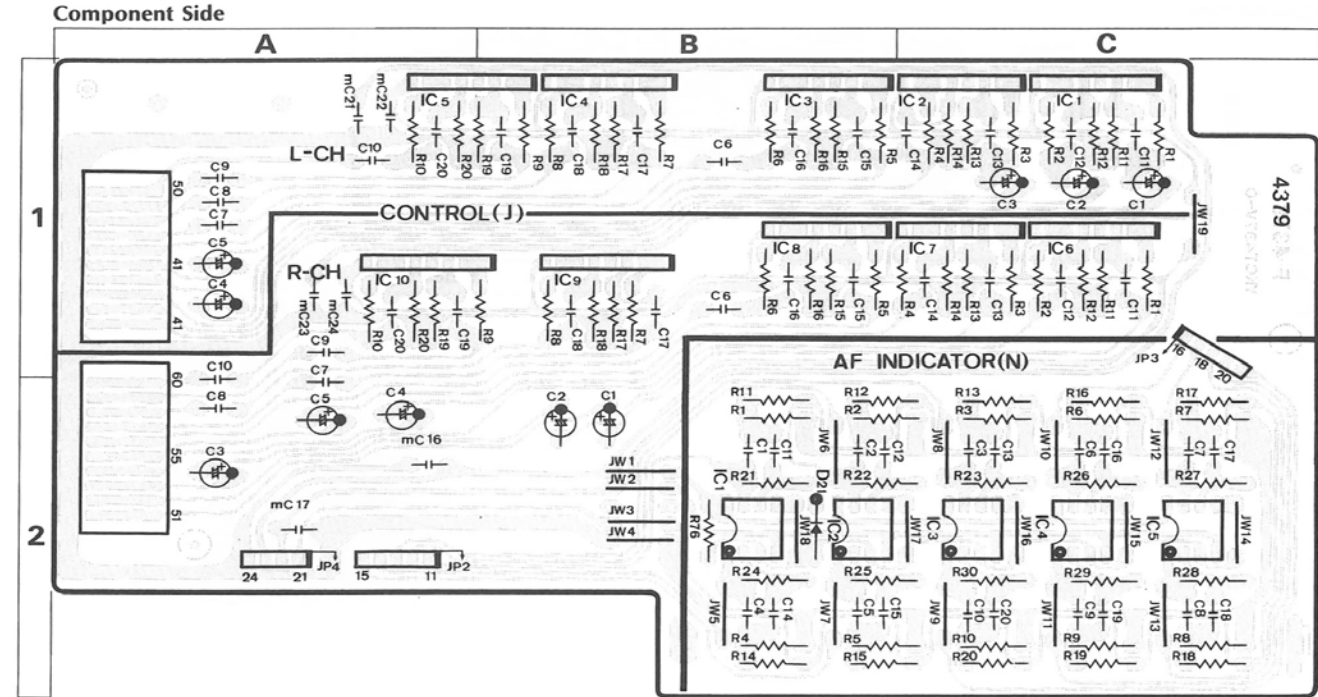 Component Side
A B C
mC21 mC22 IC5 IC4 IC3 IC2 IC1
L-CH C10 R10 C20 R20 R19 C19 R9 R8 C18 R18 R17 C17 R7 C6 R6 C16 R16 R15 C15 R5 C14 R4 R14 R13 C13 R3 R2 C12 R12 R11 C11 R1
C9
C8
C7
C5
C4
50
41
41
C3 C2 C1
4379
JW19
1
CONTROL(J)
R-CH IC10 IC9 IC8 IC7 IC6
mC23 mC24 R10 C20 R20 R19 C19 R9 R8 C18 R18 R17 R7 C17 C6 R6 C16 R16 R15 C15 R5 R4 C14 R14 R13 C13 R3 R2 C12 R12 R11 C11 R1
AF INDICATOR(N)
JP3 16 18 20
C9
C10 C7
C8 C5 C4 C2 C1
60
55
51
C3
mC16
mC17
JW1
JW2
JW3
JW4
R11 R12 R13 R16 R17
R1 R2 R3 R6 R7
C1 C11 JW6 C2 C12 JW8 C3 C13 JW10 C6 C16 JW12 C7 C17
R21 R22 R23 R26 R27
2
IC1 D21
R76 JW18 IC2 JW17 IC3 JW16 IC4 JW15 IC5 JW14
24 21 JP4 15 11 JP2
R24 R25 R30 R29 R28
JW5 C4 C14 JW7 C5 C15 JW9 C10 C20 JW11 C9 C19 JW13 C8 C18
R4 R5 R10 R9 R8
R14 R15 R20 R19 R18